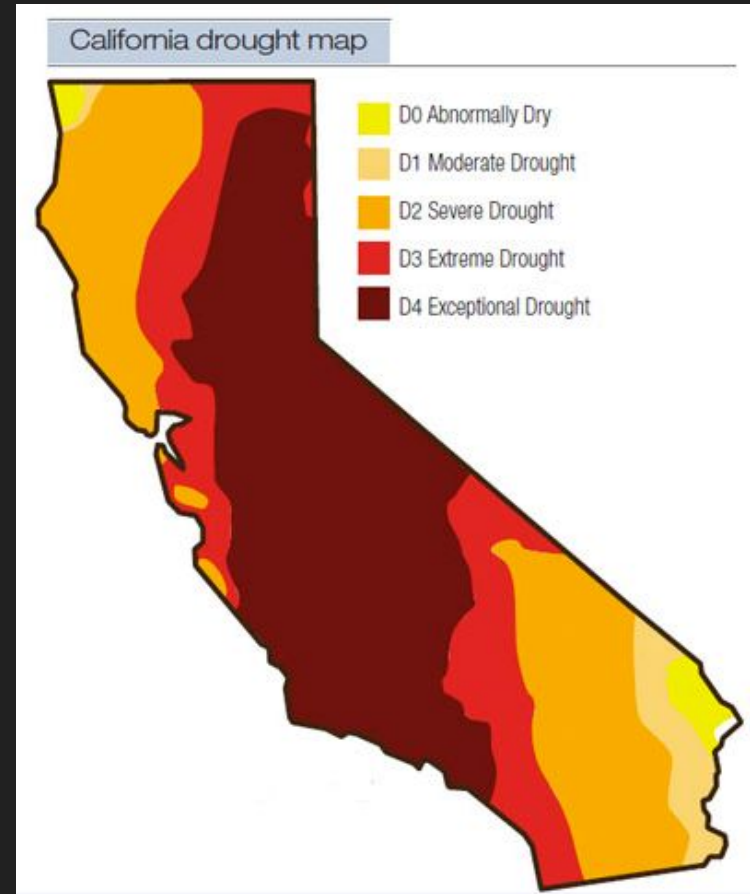 California drought map
D0 Abnormally Dry
D1 Moderate Drought
D2 Severe Drought
D3 Extreme Drought
D4 Exceptional Drought